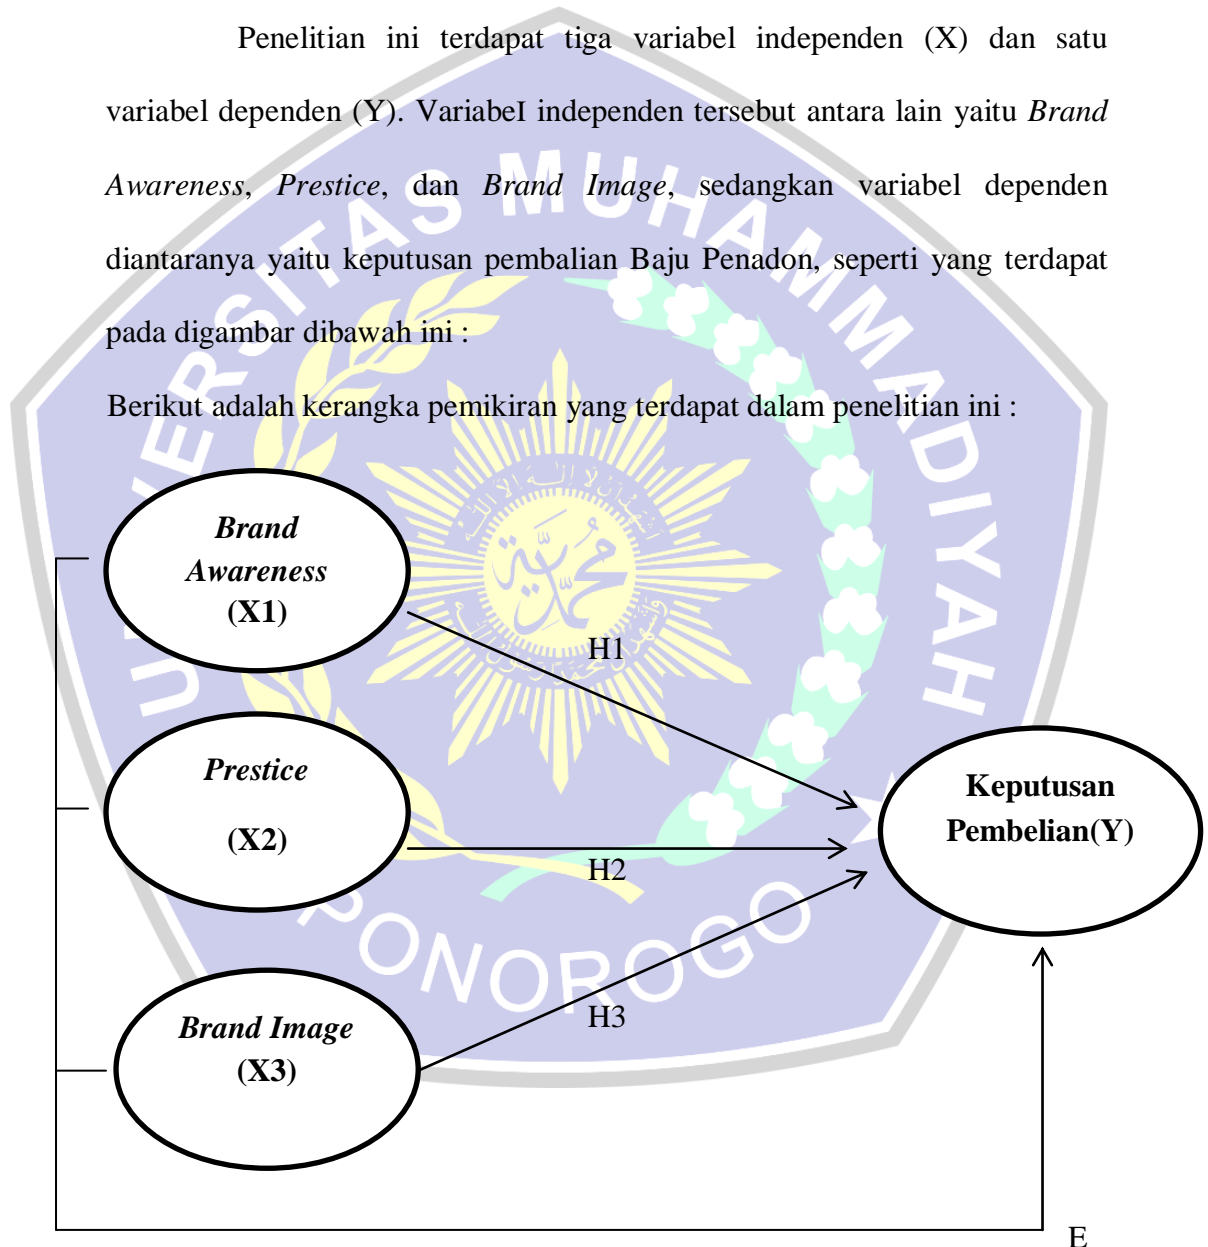 Penelitian ini terdapat tiga variabel independen (X) dan satu
variabel dependen (Y). VariabeI independen tersebut antara lain yaitu Brand
Awareness, Prestice, dan Brand Image, sedangkan variabel dependen
diantaranya yaitu keputusan pembalian Baju Penadon, seperti yang terdapat
pada digambar dibawah ini :
Berikut adalah kerangka pemikiran yang terdapat dalam penelitian ini :
Brand
Awareness
(X1)
H1
Prestice
(X2)
H2
Keputusan
Pembelian(Y)
Brand Image
(X3)
H3
E
UNIVERSITAS MUHAMMADIYAH
PONOROGO
محمد